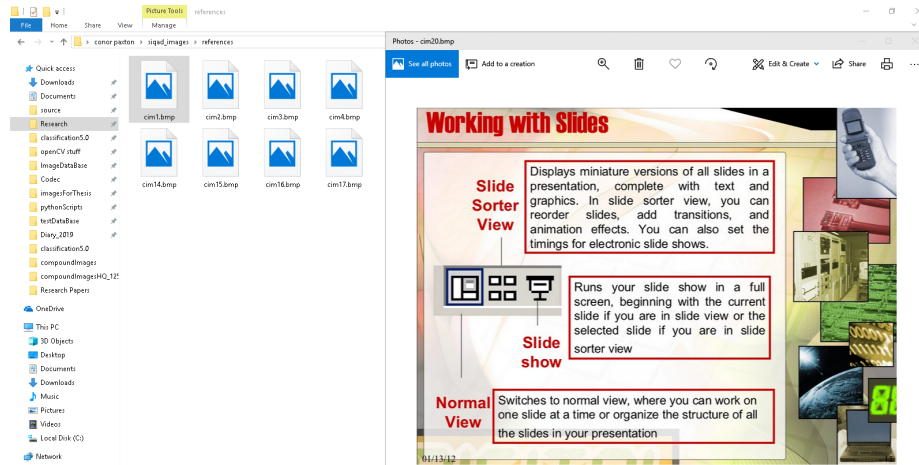 Picture Tools
references
File
Home
Share
View
Manage
conor paxton > siqad_images > references
Quick access
Downloads
Documents
source
Research
classification5.0
openCV stuff
ImageDataBase
Codec
imagesForThesis
pythonScripts
testDataBase
Diary_2019
classification5.0
compoundImages
compoundImagesHQ_125
Research Papers
OneDrive
This PC
3D Objects
Desktop
Documents
Downloads
Music
Pictures
Videos
Local Disk (C:)
Network
cim1.bmp
cim2.bmp
cim3.bmp
cim4.bmp
cim14.bmp
cim15.bmp
cim16.bmp
cim17.bmp
Photos - cim20.bmp
See all photos
Add to a creation
Edit & Create
Share
Working with Slides
Slide
Sorter
View
Displays miniature versions of all slides in a
presentation, complete with text and
graphics. In slide sorter view, you can
reorder slides, add transitions, and
animation effects. You can also set the
timings for electronic slide shows.
Runs your slide show in a full
screen, beginning with the current
slide if you are in slide view or the
selected slide if you are in slide
sorter view
Slide
show
Normal
View
Switches to normal view, where you can work on
one slide at a time or organize the structure of all
the slides in your presentation
01/13/12